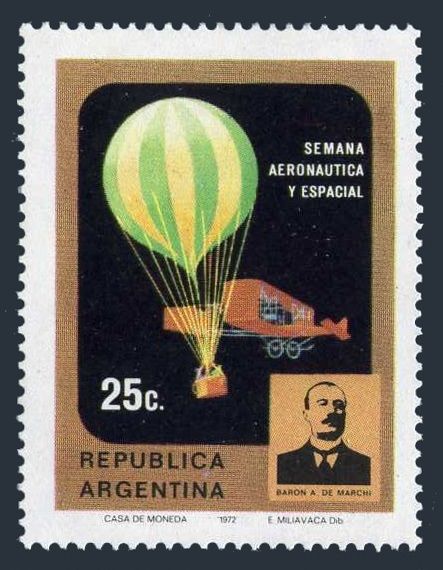 SEMANA
AERONAUTICA
Y ESPACIAL
25c.
REPUBLICA
ARGENTINA
BARON A. DE MARCHI
CASA DE MONEDA 1972 E. MILIAVACA Dib.